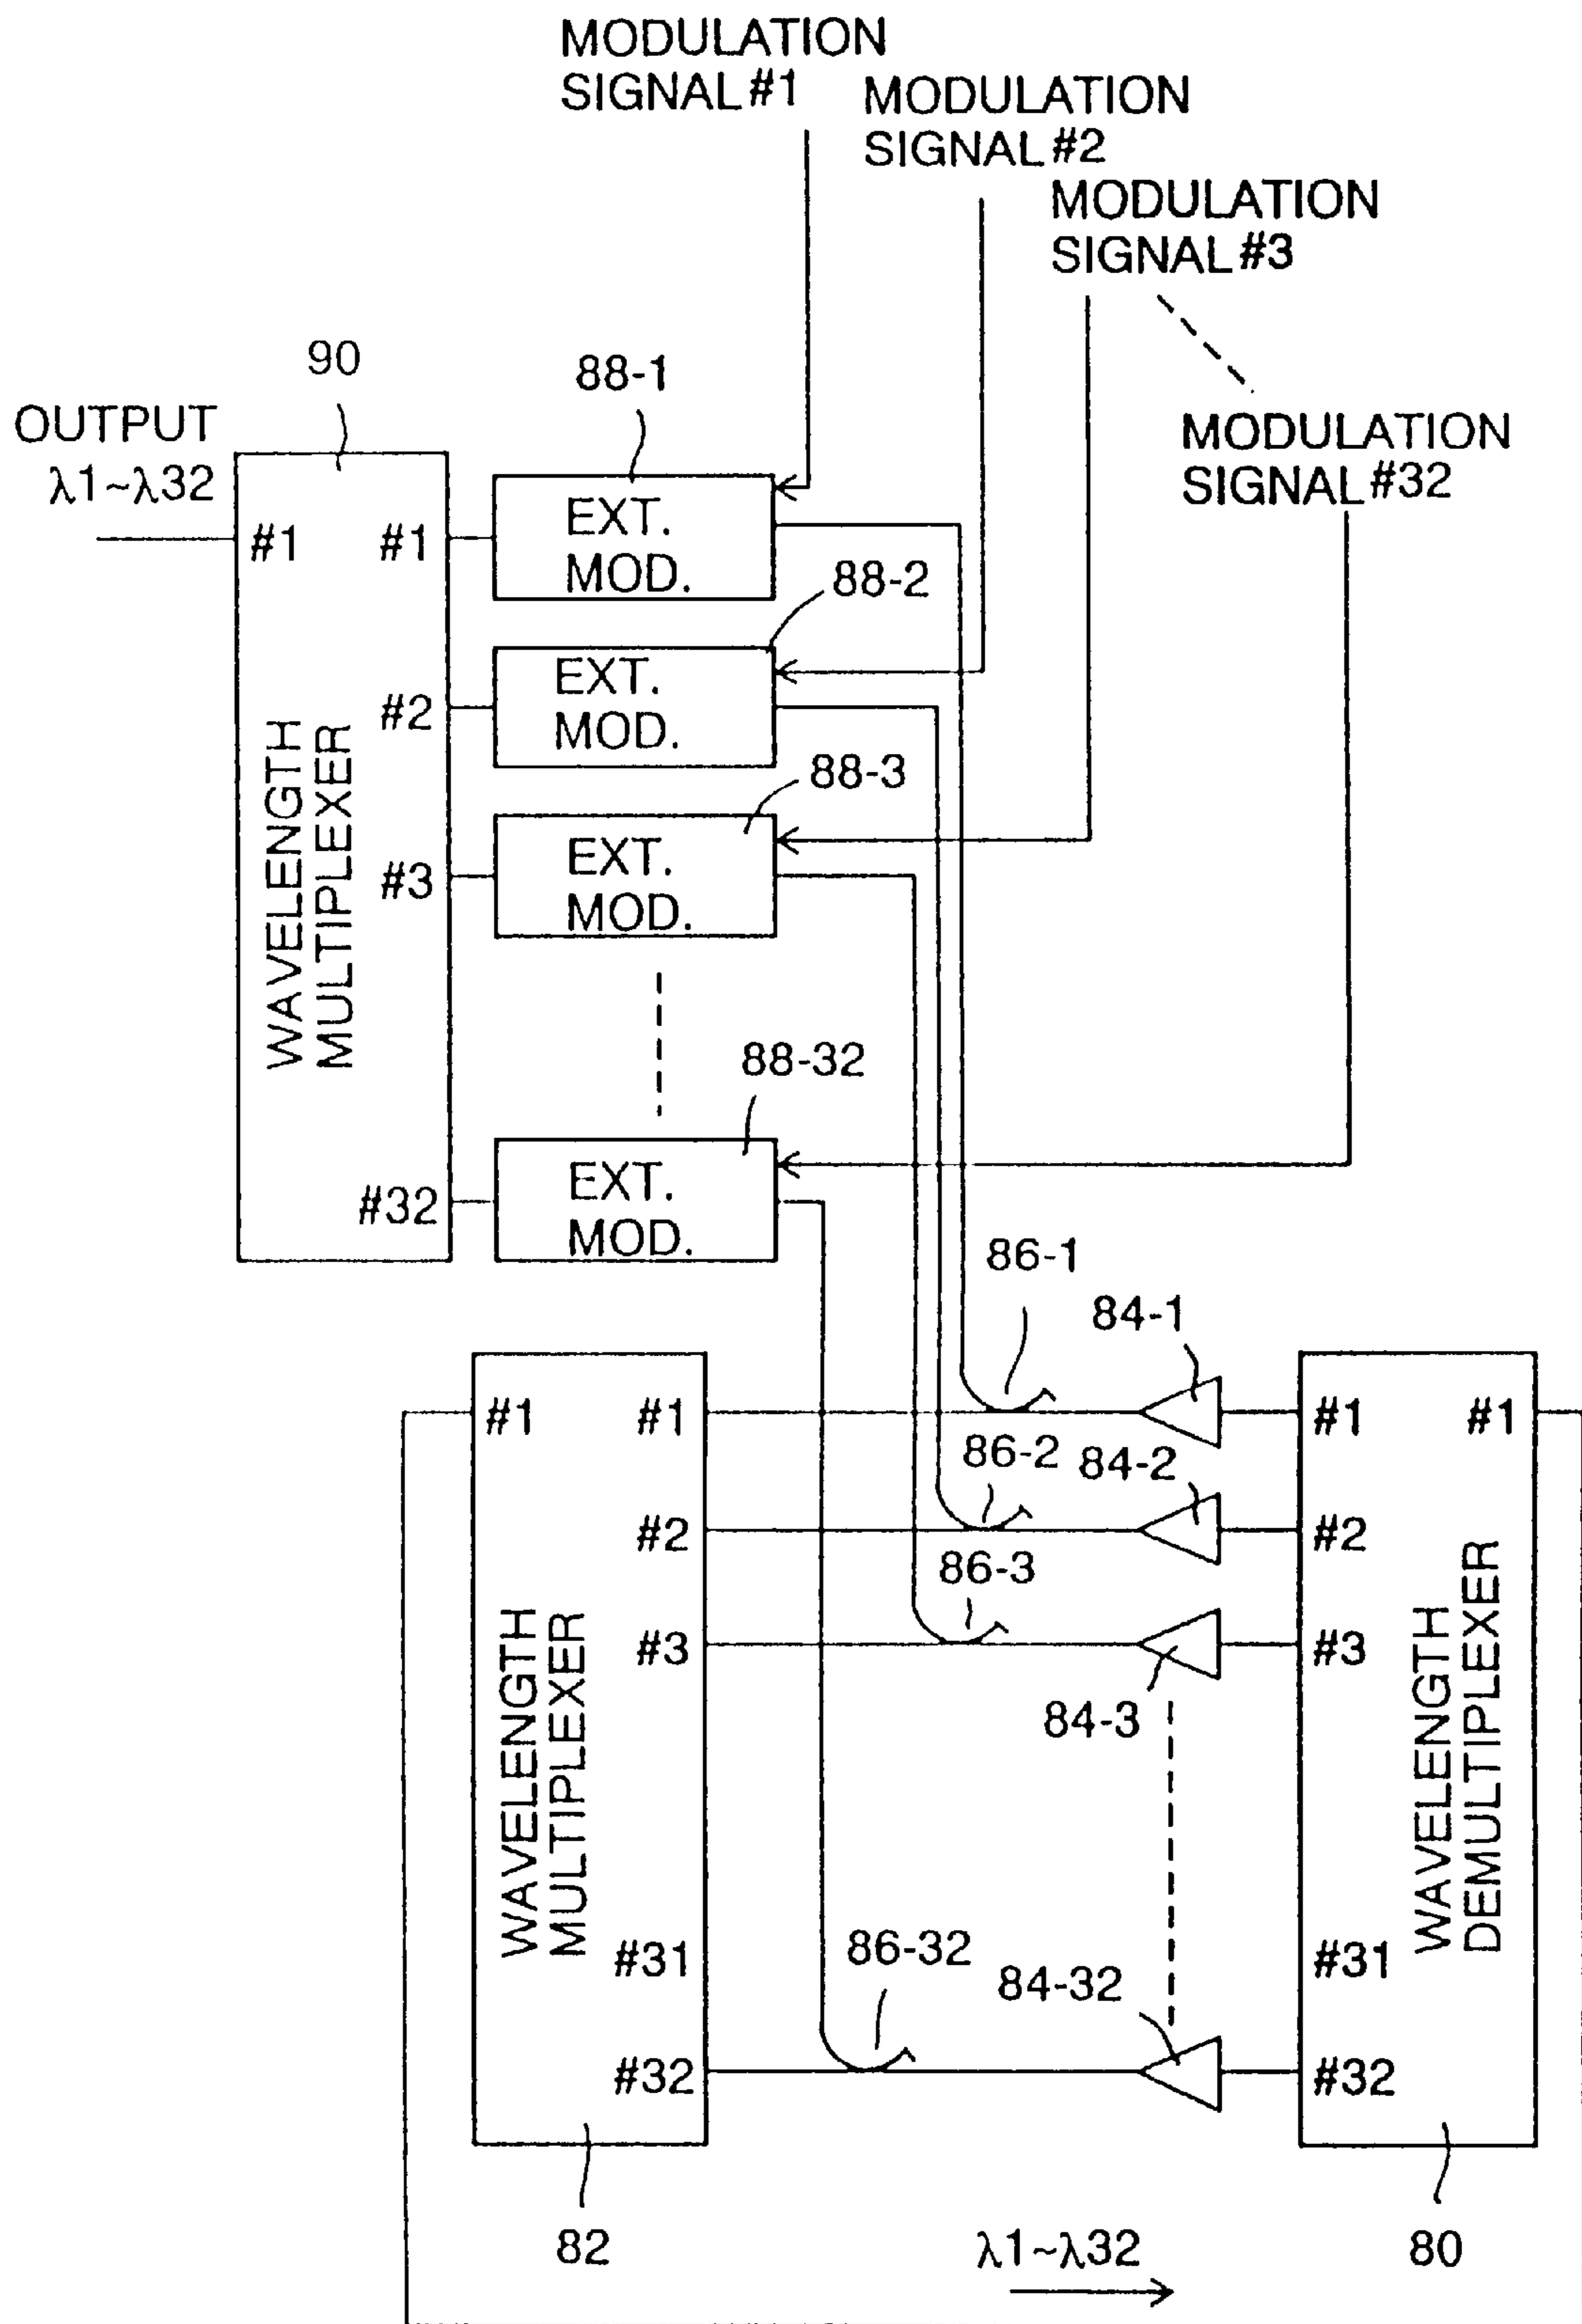 MODULATION
SIGNAL #1
MODULATION
SIGNAL #2
MODULATION
SIGNAL #3
MODULATION
SIGNAL #32
90
88-1
OUTPUT
λ1~λ32
#1
#1
EXT.
MOD.
88-2
#2
EXT.
MOD.
88-3
#3
EXT.
MOD.
WAVELENGTH
MULTIPLEXER
88-32
#32
EXT.
MOD.
86-1
84-1
#1
#1
#1
#1
86-2
84-2
#2
#2
86-3
#3
#3
84-3
WAVELENGTH
MULTIPLEXER
WAVELENGTH
DEMULTIPLEXER
#31
86-32
84-32
#31
#32
#32
82
λ1~λ32
80